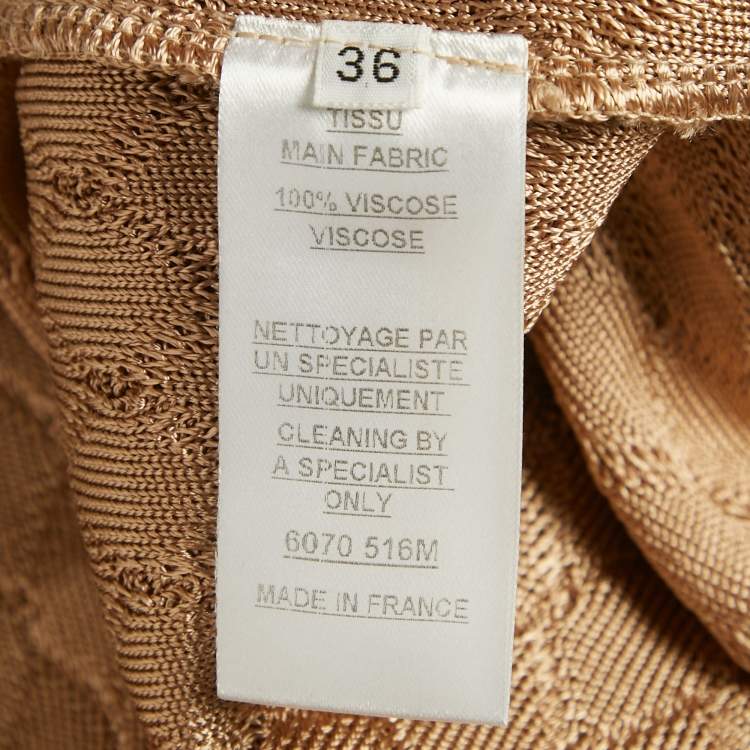 36
TISSU
MAIN FABRIC
100% VISCOSE
VISCOSE
NETTOYAGE PAR
UN SPECIALISTE
UNIQUEMENT
CLEANING BY
A SPECIALIST
ONLY
6070 516M
MADE IN FRANCE